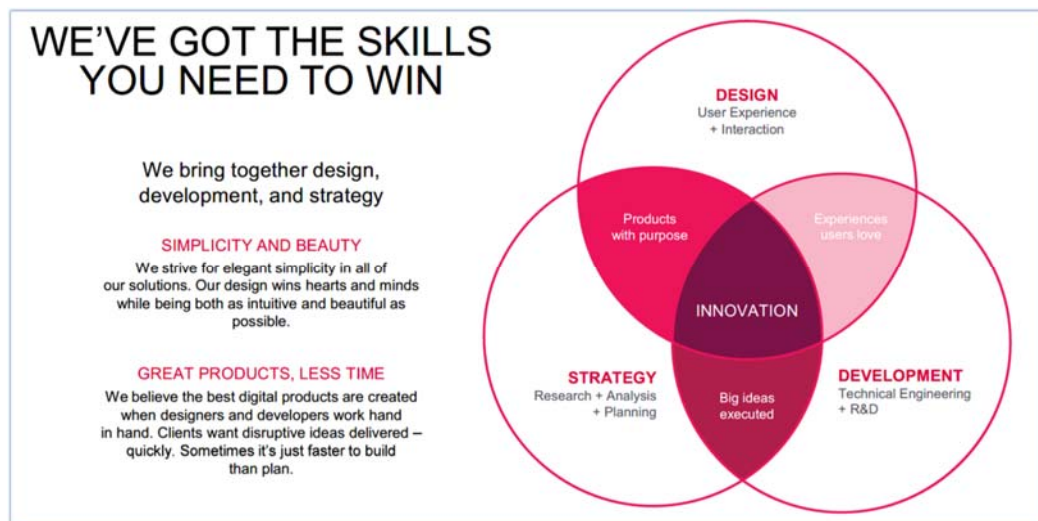 WE’VE GOT THE SKILLS
YOU NEED TO WIN
We bring together design,
development, and strategy
SIMPLICITY AND BEAUTY
We strive for elegant simplicity in all of
our solutions. Our design wins hearts and minds
while being both as intuitive and beautiful as
possible.
GREAT PRODUCTS, LESS TIME
We believe the best digital products are created
when designers and developers work hand
in hand. Clients want disruptive ideas delivered –
quickly. Sometimes it’s just faster to build
than plan.
DESIGN
User Experience
+ Interaction
Products
with purpose
Experiences
users love
INNOVATION
STRATEGY
Research + Analysis
+ Planning
Big ideas
executed
DEVELOPMENT
Technical Engineering
+ R&D